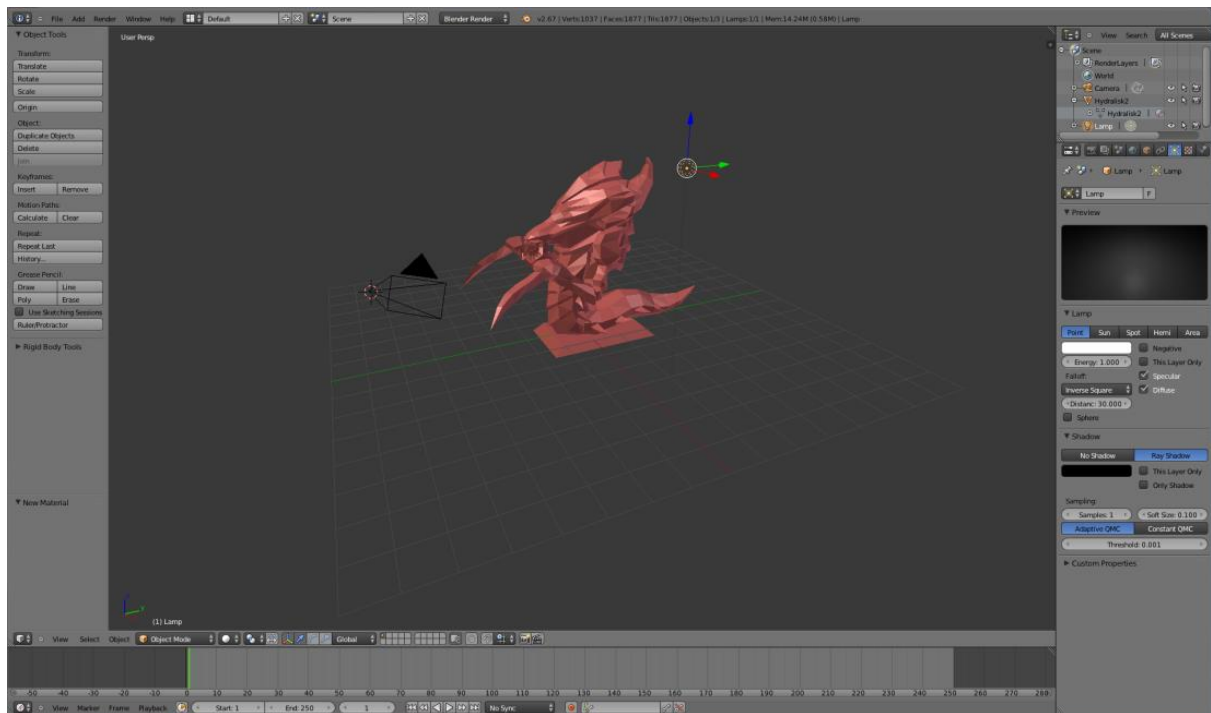 File Add Render Window Help Default Scene Blender Render v2.67 | Verts:1037 | Faces:1877 | Tris:1877 | Objects:1/3 | Lamps:1/1 | Mem:14.24M (0.58M) | Lamp
Object Tools
Transform:
Translate
Rotate
Scale
Origin
Object:
Duplicate Objects
Delete
Join
Keyframes:
Insert Remove
Motion Paths:
Calculate Clear
Repeat:
Repeat Last
History...
Grease Pencil:
Draw Line
Poly Erase
Use Sketching Sessions
Ruler/Protractor
Rigid Body Tools
New Material
User Persp
(1) Lamp
View Select Object Object Mode Global
-50 -40 -30 -20 -10 0 10 20 30 40 50 60 70 80 90 100 110 120 130 140 150 160 170 180 190 200 210 220 230 240 250 260 270 280
View Marker Frame Playback Start: 1 End: 250 1 No Sync
View Search All Scenes
Scene
RenderLayers |
World
Camera |
Hydralisk2
Hydralisk2 |
Lamp |
Lamp Lamp
Lamp F
Preview
Lamp
Point Sun Spot Hemi Area
Negative
Energy: 1.000 This Layer Only
Falloff: Specular
Inverse Square Diffuse
Distanc: 30.000
Sphere
Shadow
No Shadow Ray Shadow
This Layer Only
Only Shadow
Sampling:
Samples: 1 Soft Size: 0.100
Adaptive QMC Constant QMC
Threshold: 0.001
Custom Properties